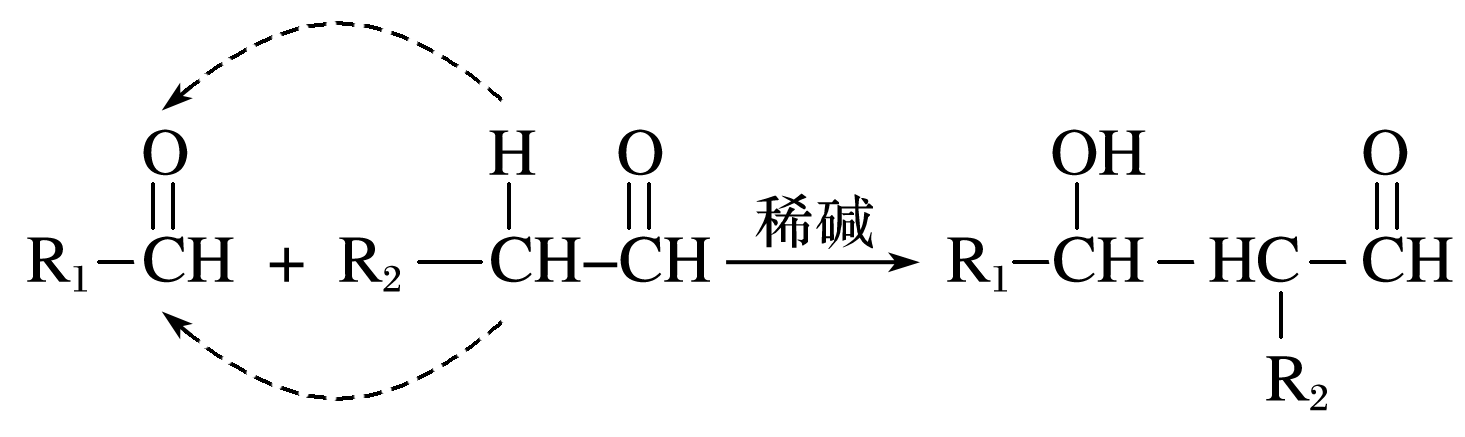 O H O OH O
R₁—CH + R₂—CH—CH 稀碱 R₁—CH—HC—CH
R₂